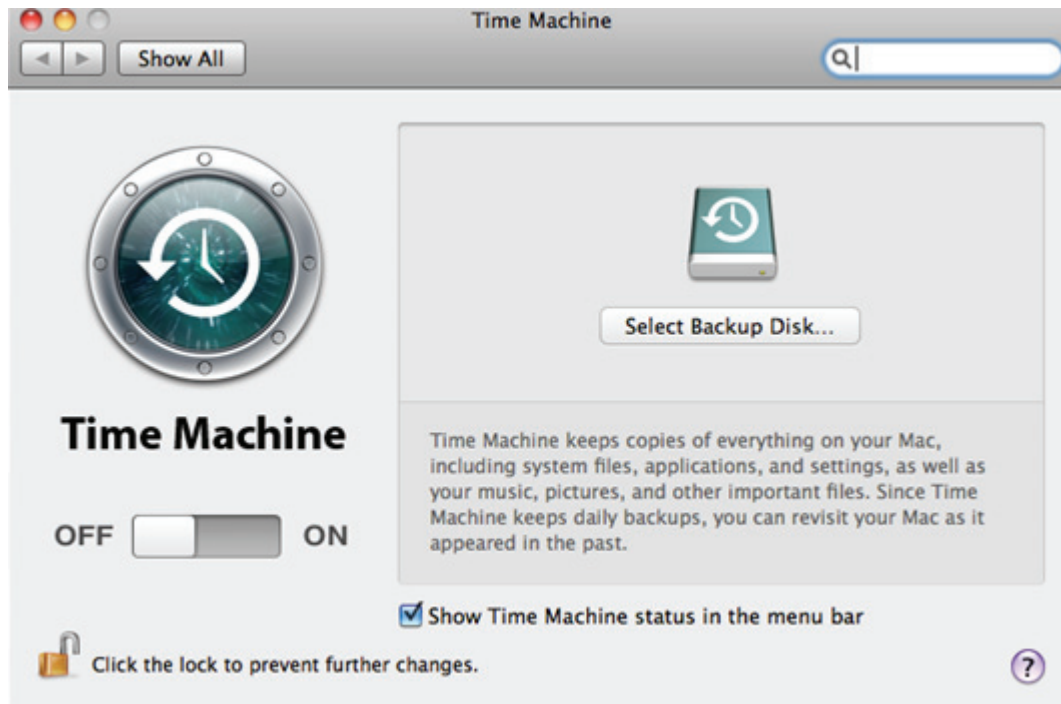 Time Machine
Show All
Select Backup Disk...
Time Machine
Time Machine keeps copies of everything on your Mac,
including system files, applications, and settings, as well as
your music, pictures, and other important files. Since Time
Machine keeps daily backups, you can revisit your Mac as it
appeared in the past.
OFF ON
Show Time Machine status in the menu bar
Click the lock to prevent further changes.
?